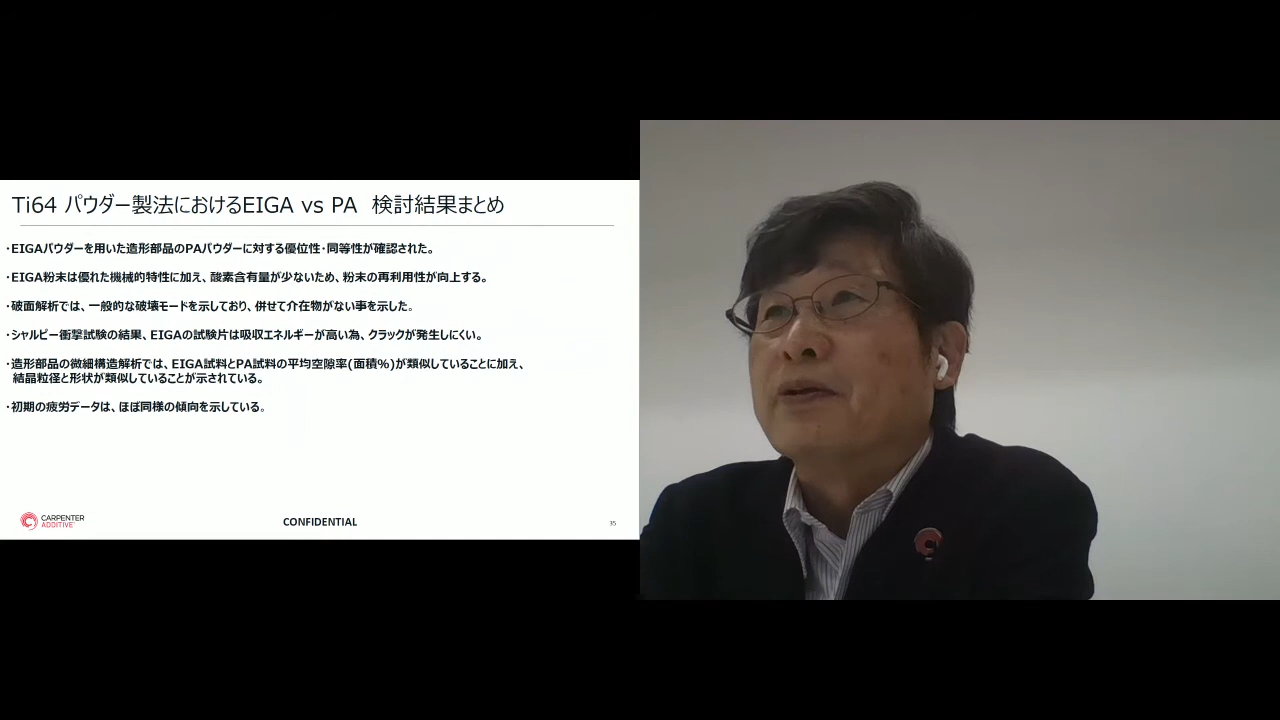 Ti64 パウダー製法におけるEIGA vs PA 検討結果まとめ
・EIGAパウダーを用いた造形部品のPAパウダーに対する優位性・同等性が確認された。
・EIGA粉末は優れた機械的特性に加え、酸素含有量が少ないため、粉末の再利用性が向上する。
・破面解析では、一般的な破壊モードを示しており、併せて介在物がない事を示した。
・シャルピー衝撃試験の結果、EIGAの試験片は吸収エネルギーが高い為、クラックが発生しにくい。
・造形部品の微細構造解析では、EIGA試料とPA試料の平均空隙率(面積%)が類似していることに加え、
結晶粒径と形状が類似していることが示されている。
・初期の疲労データは、ほぼ同様の傾向を示している。
CARPENTER
ADDITIVE
CONFIDENTIAL
35